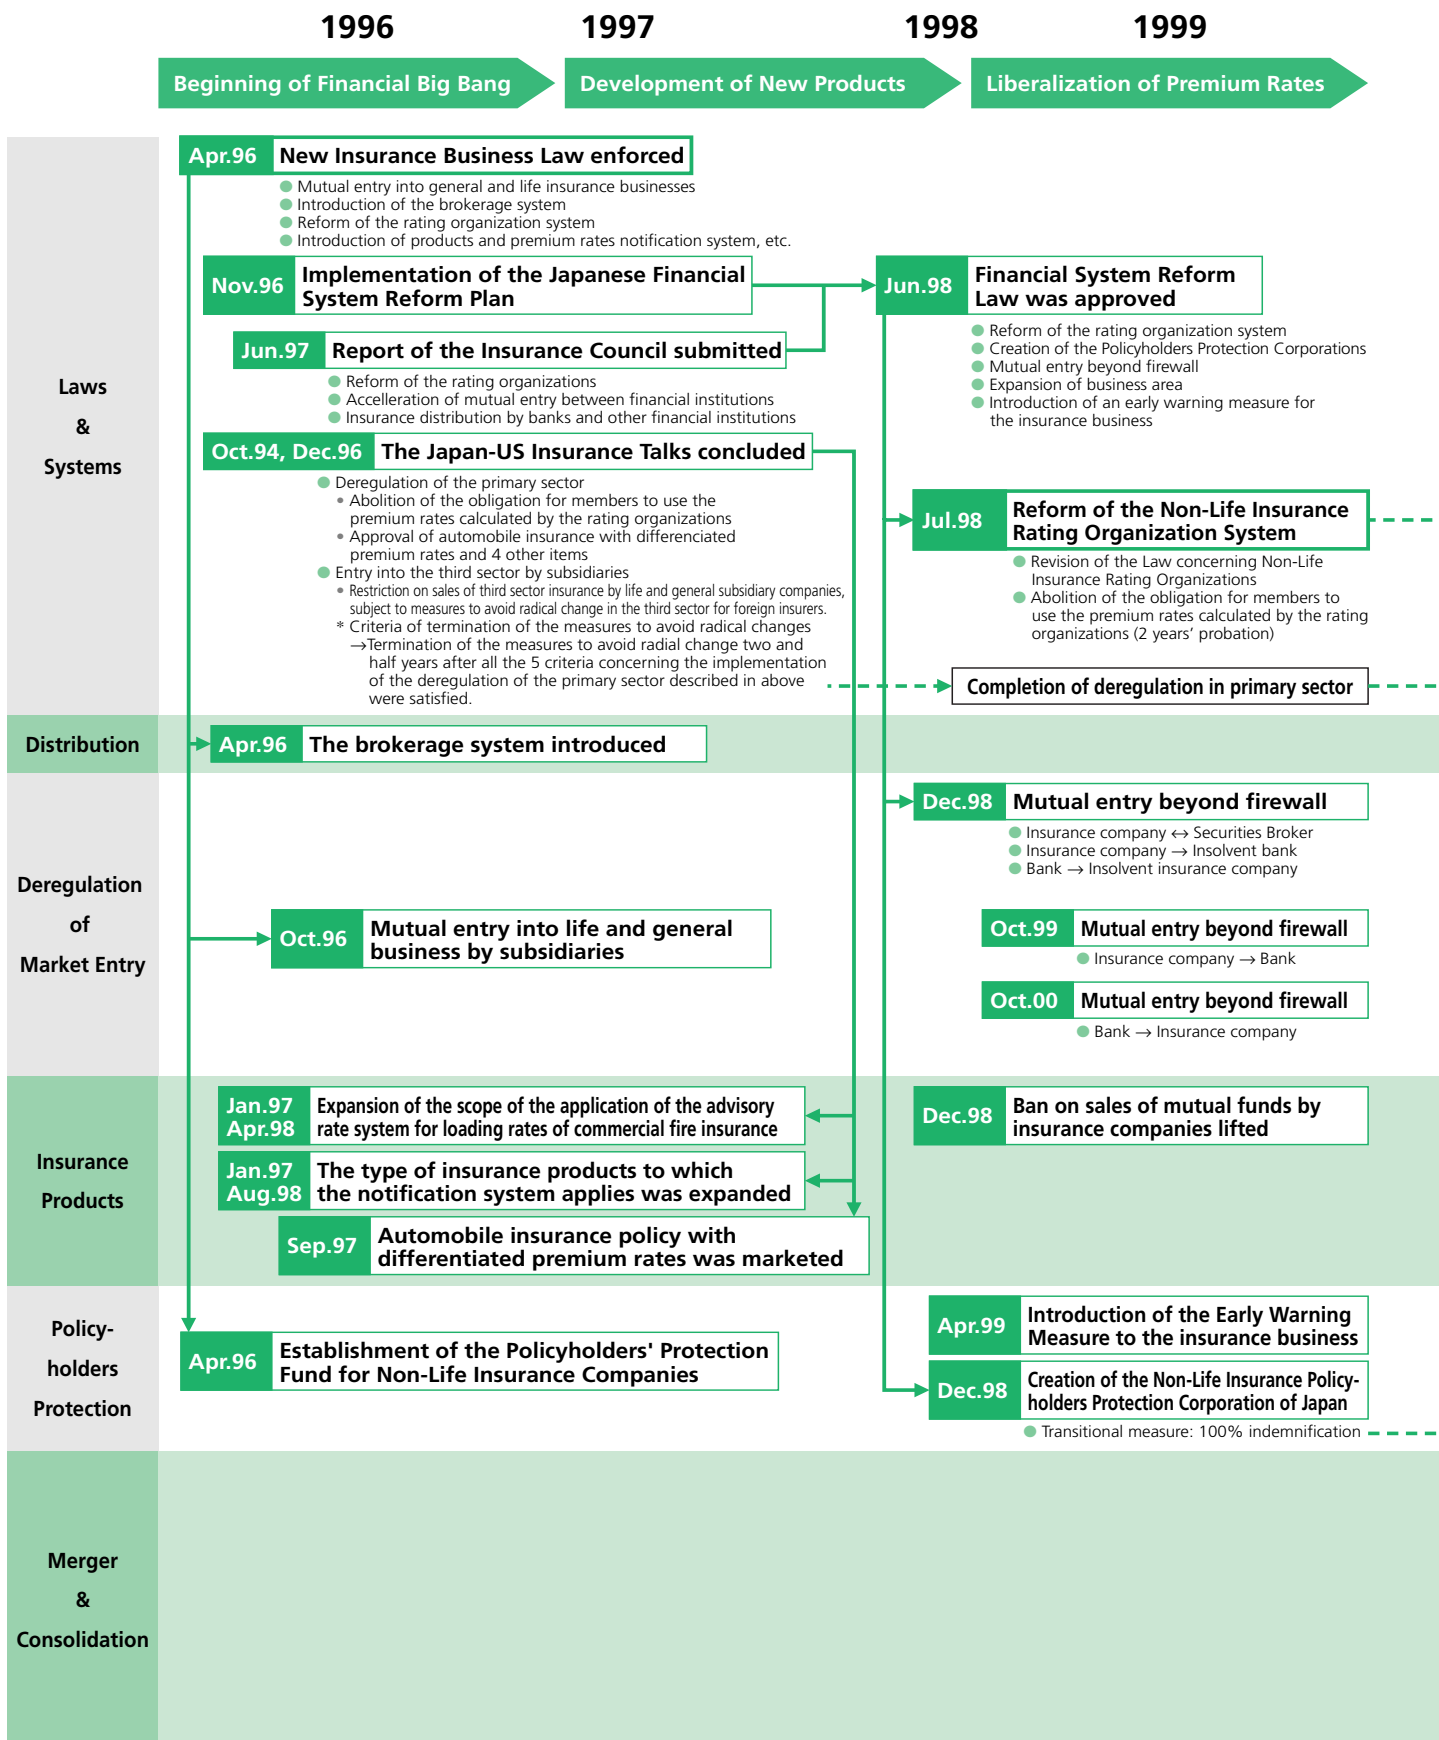 1996
1997
1998
1999
Beginning of Financial Big Bang
Development of New Products
Liberalization of Premium Rates
Laws
&
Systems
Apr.96
New Insurance Business Law enforced
● Mutual entry into general and life insurance businesses
● Introduction of the brokerage system
● Reform of the rating organization system
● Introduction of products and premium rates notification system, etc.
Nov.96
Implementation of the Japanese Financial
System Reform Plan
Jun.97
Report of the Insurance Council submitted
● Reform of the rating organizations
● Accelleration of mutual entry between financial institutions
● Insurance distribution by banks and other financial institutions
Oct.94, Dec.96
The Japan-US Insurance Talks concluded
● Deregulation of the primary sector
• Abolition of the obligation for members to use the
premium rates calculated by the rating organizations
• Approval of automobile insurance with differenciated
premium rates and 4 other items
● Entry into the third sector by subsidiaries
• Restriction on sales of third sector insurance by life and general subsidiary companies,
subject to measures to avoid radical change in the third sector for foreign insurers.
* Criteria of termination of the measures to avoid radical changes
→Termination of the measures to avoid radial change two and
half years after all the 5 criteria concerning the implementation
of the deregulation of the primary sector described in above
were satisfied.
Jun.98
Financial System Reform
Law was approved
● Reform of the rating organization system
● Creation of the Policyholders Protection Corporations
● Mutual entry beyond firewall
● Expansion of business area
● Introduction of an early warning measure for
the insurance business
Jul.98
Reform of the Non-Life Insurance
Rating Organization System
● Revision of the Law concerning Non-Life
Insurance Rating Organizations
● Abolition of the obligation for members to
use the premium rates calculated by the rating
organizations (2 years' probation)
Completion of deregulation in primary sector
Distribution
Apr.96
The brokerage system introduced
Deregulation
of
Market Entry
Oct.96
Mutual entry into life and general
business by subsidiaries
Dec.98
Mutual entry beyond firewall
● Insurance company ↔ Securities Broker
● Insurance company → Insolvent bank
● Bank → Insolvent insurance company
Oct.99
Mutual entry beyond firewall
● Insurance company → Bank
Oct.00
Mutual entry beyond firewall
● Bank → Insurance company
Insurance
Products
Jan.97
Apr.98
Expansion of the scope of the application of the advisory
rate system for loading rates of commercial fire insurance
Jan.97
Aug.98
The type of insurance products to which
the notification system applies was expanded
Sep.97
Automobile insurance policy with
differentiated premium rates was marketed
Dec.98
Ban on sales of mutual funds by
insurance companies lifted
Policy-
holders
Protection
Apr.96
Establishment of the Policyholders' Protection
Fund for Non-Life Insurance Companies
Apr.99
Introduction of the Early Warning
Measure to the insurance business
Dec.98
Creation of the Non-Life Insurance Policy-
holders Protection Corporation of Japan
● Transitional measure: 100% indemnification
Merger
&
Consolidation